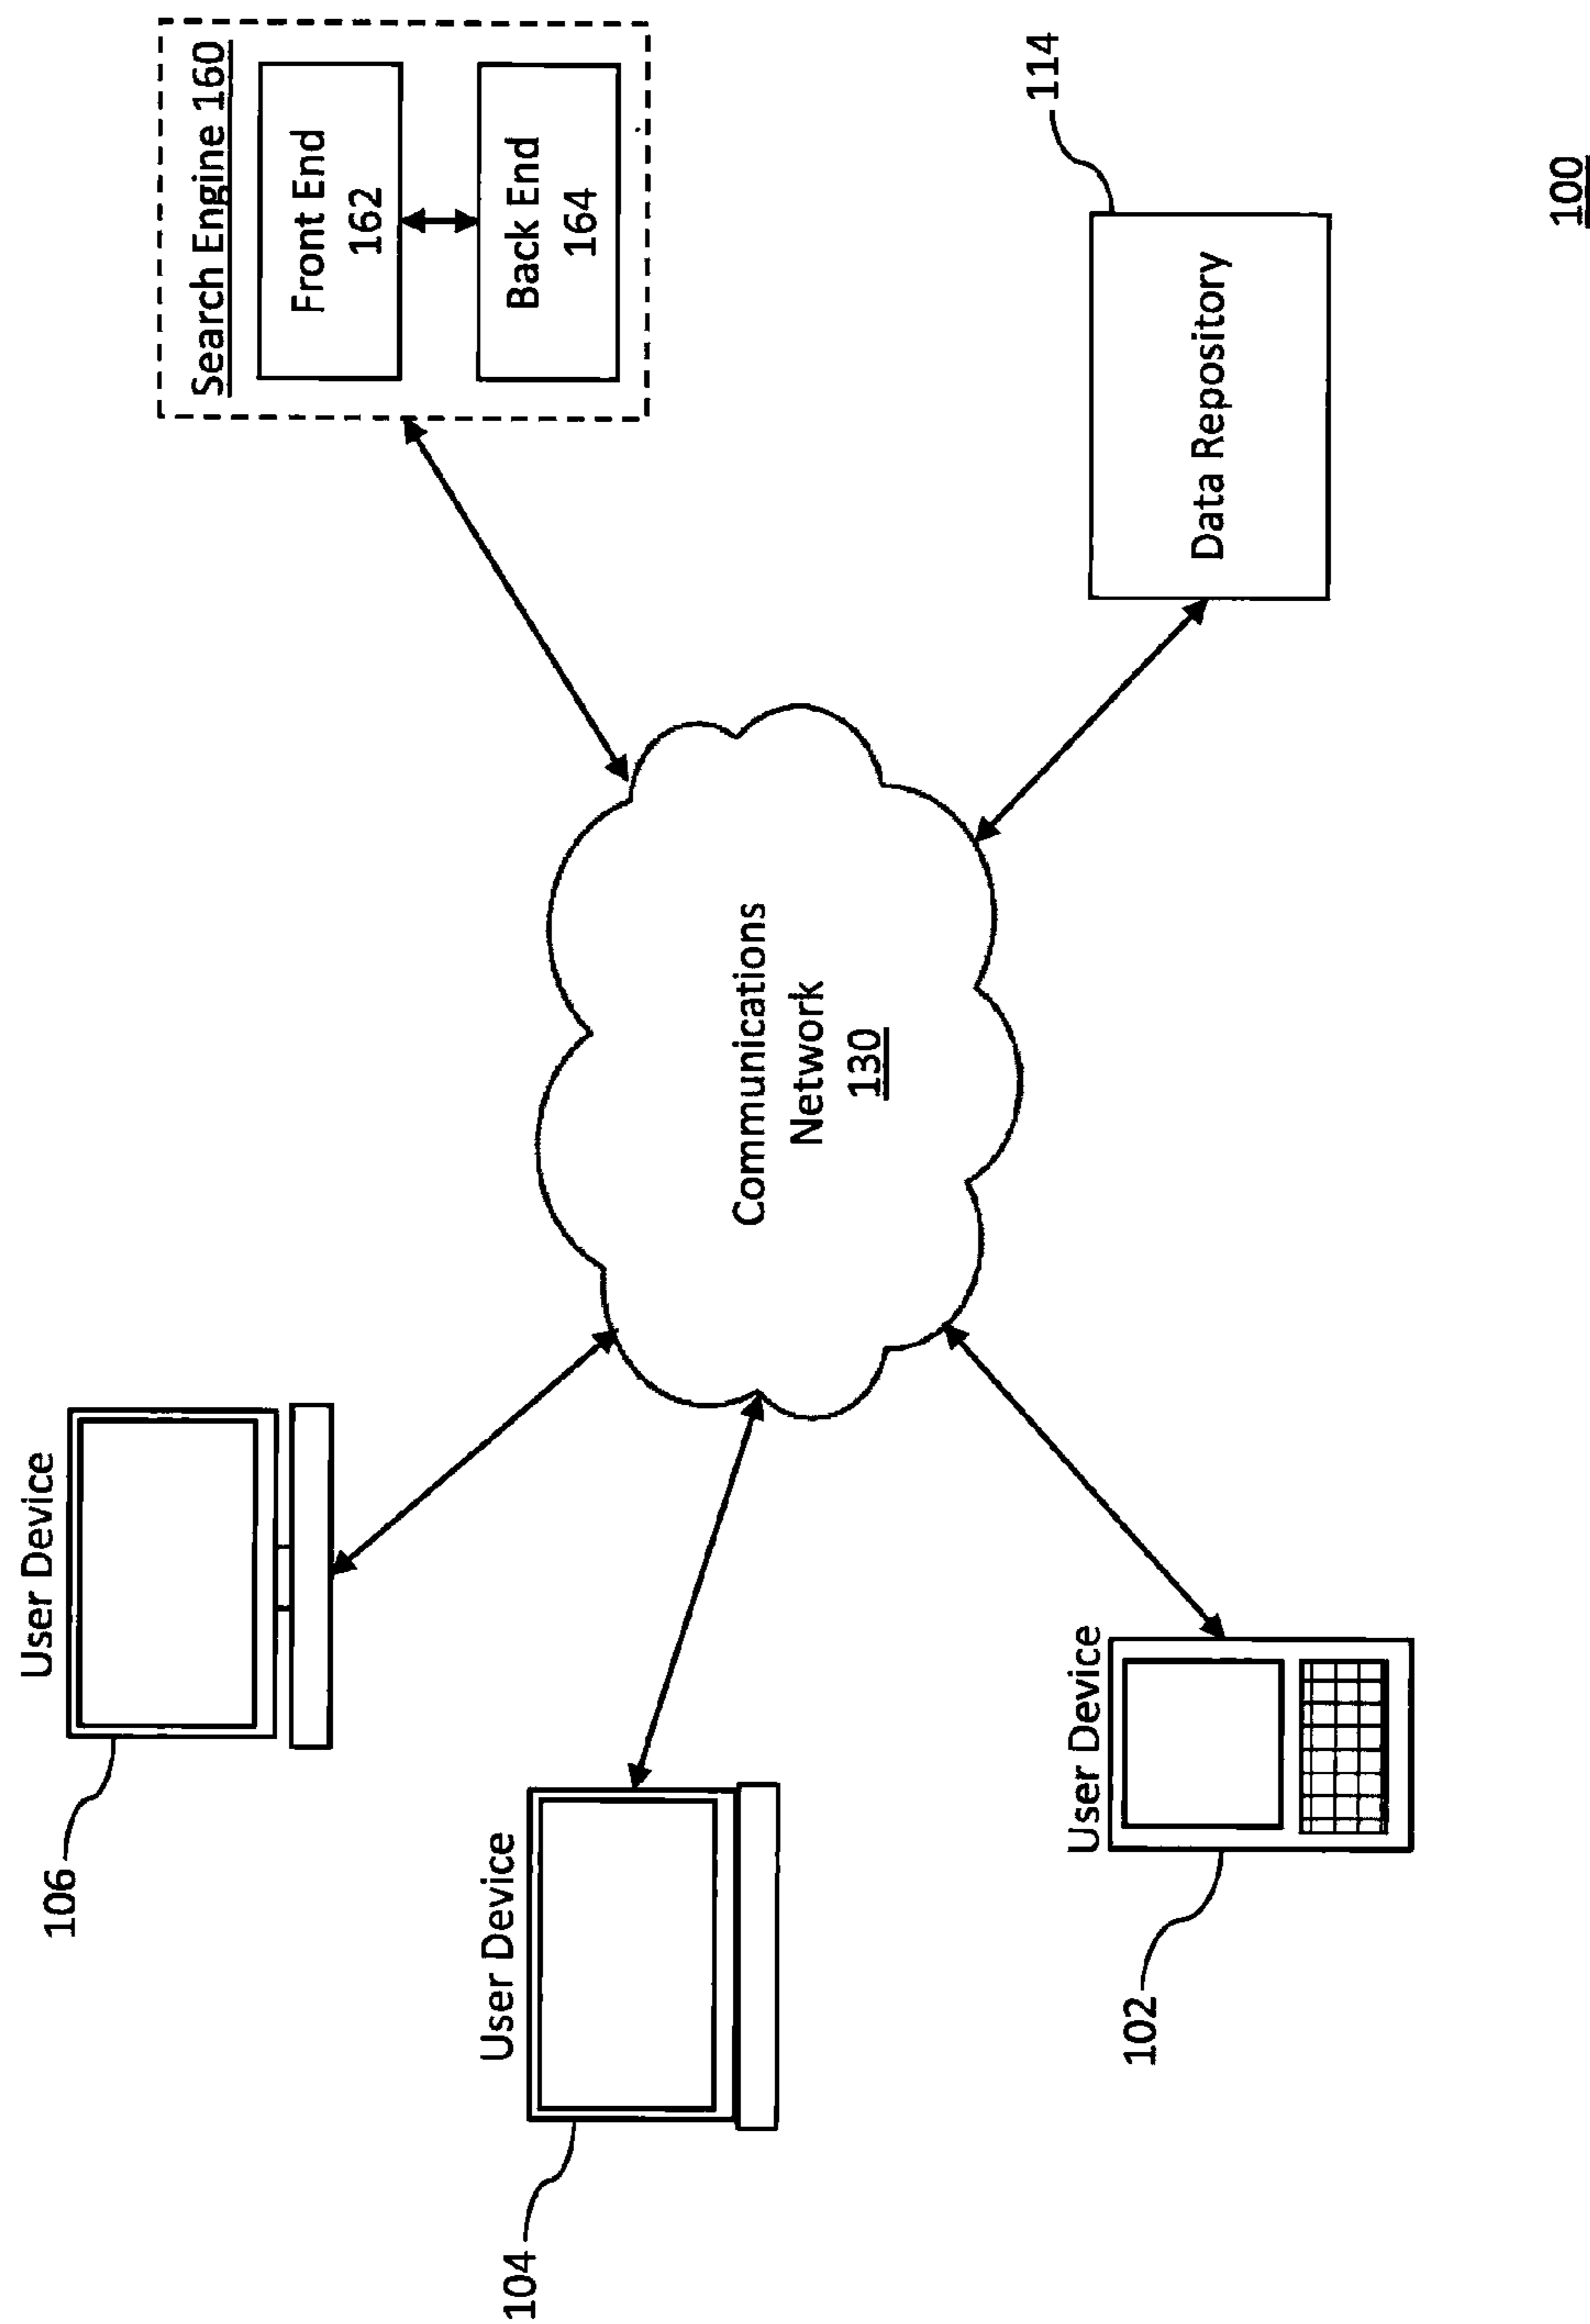 User Device
106
Search Engine 160
Front End
162
Back End
164
User Device
104
Communications
Network
130
User Device
102
114
Data Repository
100